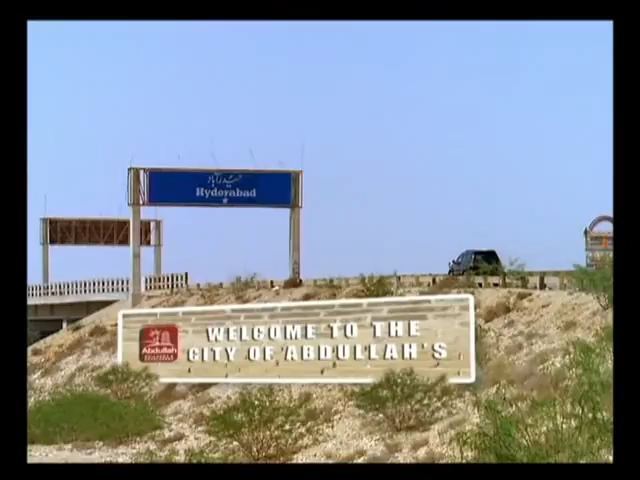 حیدرآباد
Hyderabad
WELCOME TO THE
CITY OF ABDULLAH'S
Abdullah